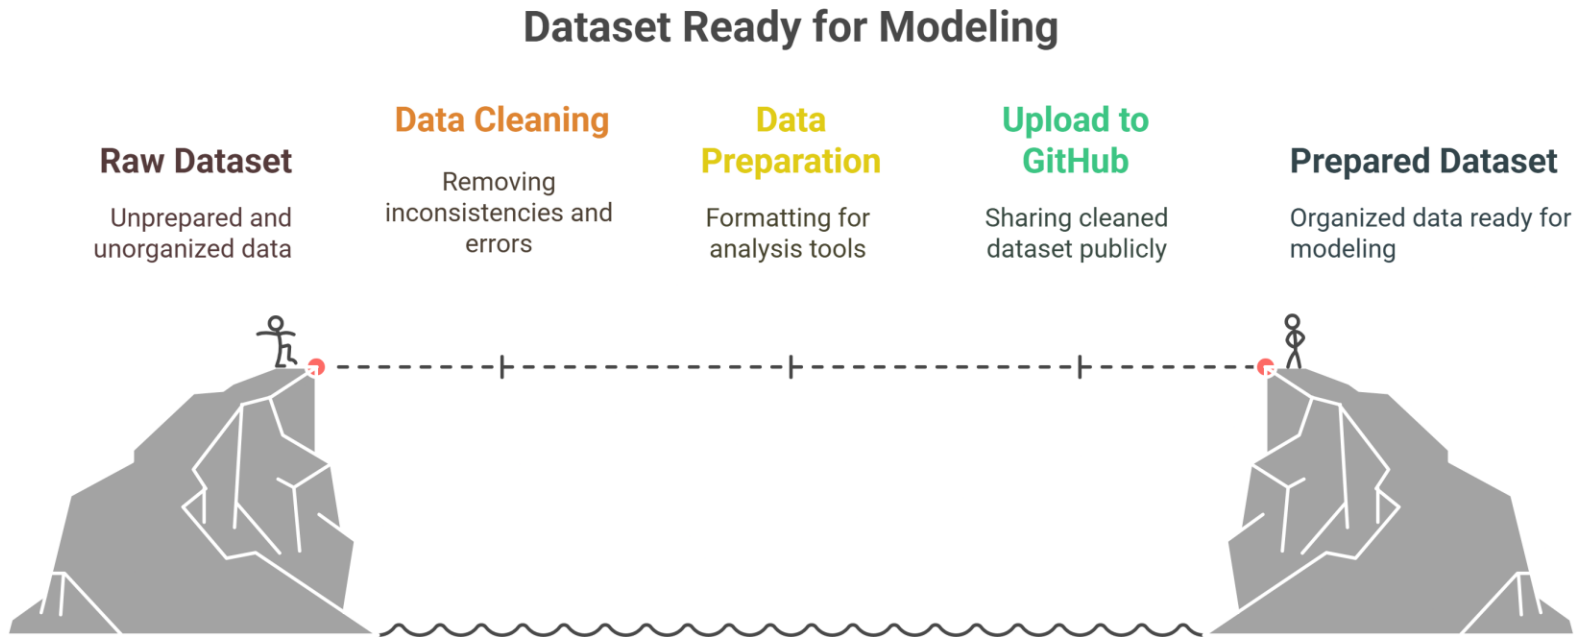 Dataset Ready for Modeling
Raw Dataset
Unprepared and
unorganized data
Data Cleaning
Removing
inconsistencies and
errors
Data
Preparation
Formatting for
analysis tools
Upload to
GitHub
Sharing cleaned
dataset publicly
Prepared Dataset
Organized data ready for
modeling